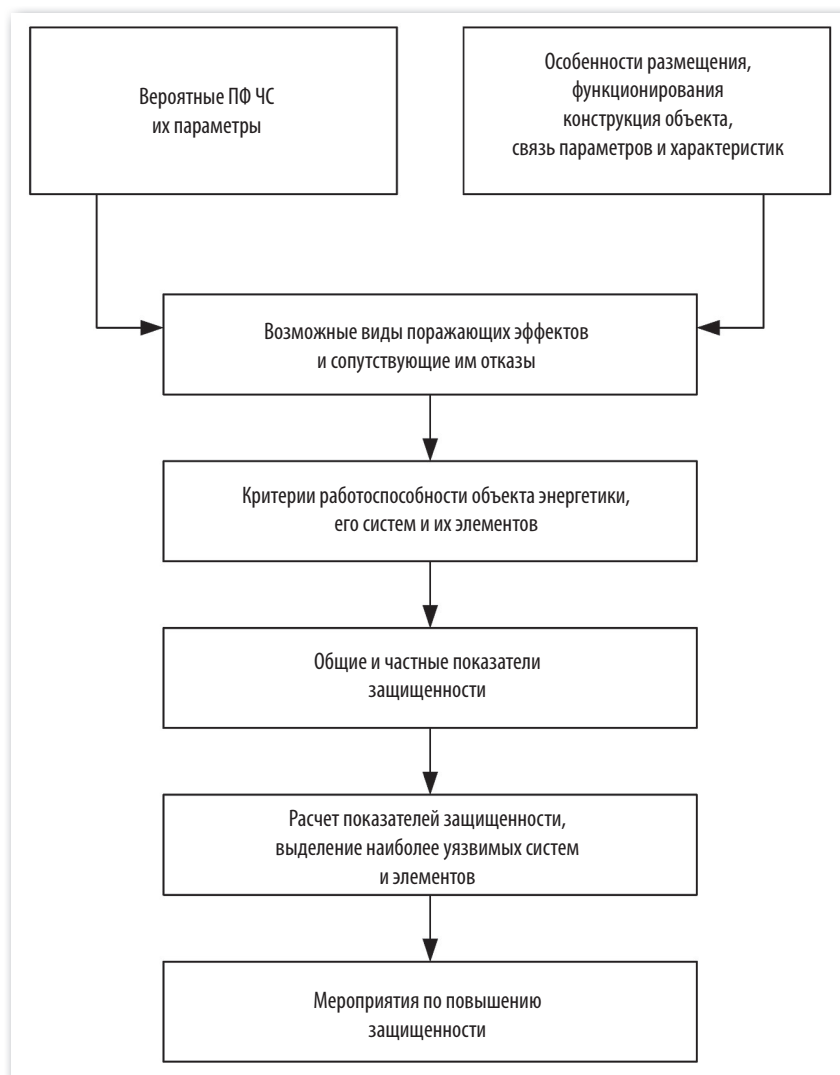 Вероятные ПФ ЧС
их параметры
Особенности размещения,
функционирования
конструкция объекта,
связь параметров и характеристик
Возможные виды поражающих эффектов
и сопутствующие им отказы
Критерии работоспособности объекта энергетики,
его систем и их элементов
Общие и частные показатели
защищенности
Расчет показателей защищенности,
выделение наиболее уязвимых систем
и элементов
Мероприятия по повышению
защищенности